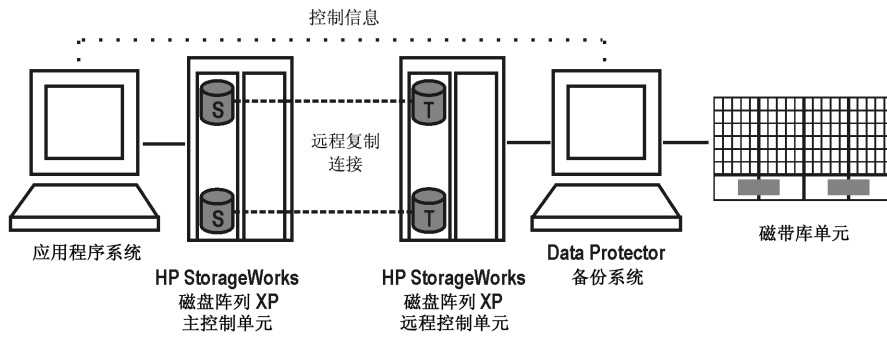 控制信息
S
T
远程复制
连接
S
T
应用程序系统
HP StorageWorks
磁盘阵列 XP
主控制单元
HP StorageWorks
磁盘阵列 XP
远程控制单元
Data Protector
备份系统
磁带库单元